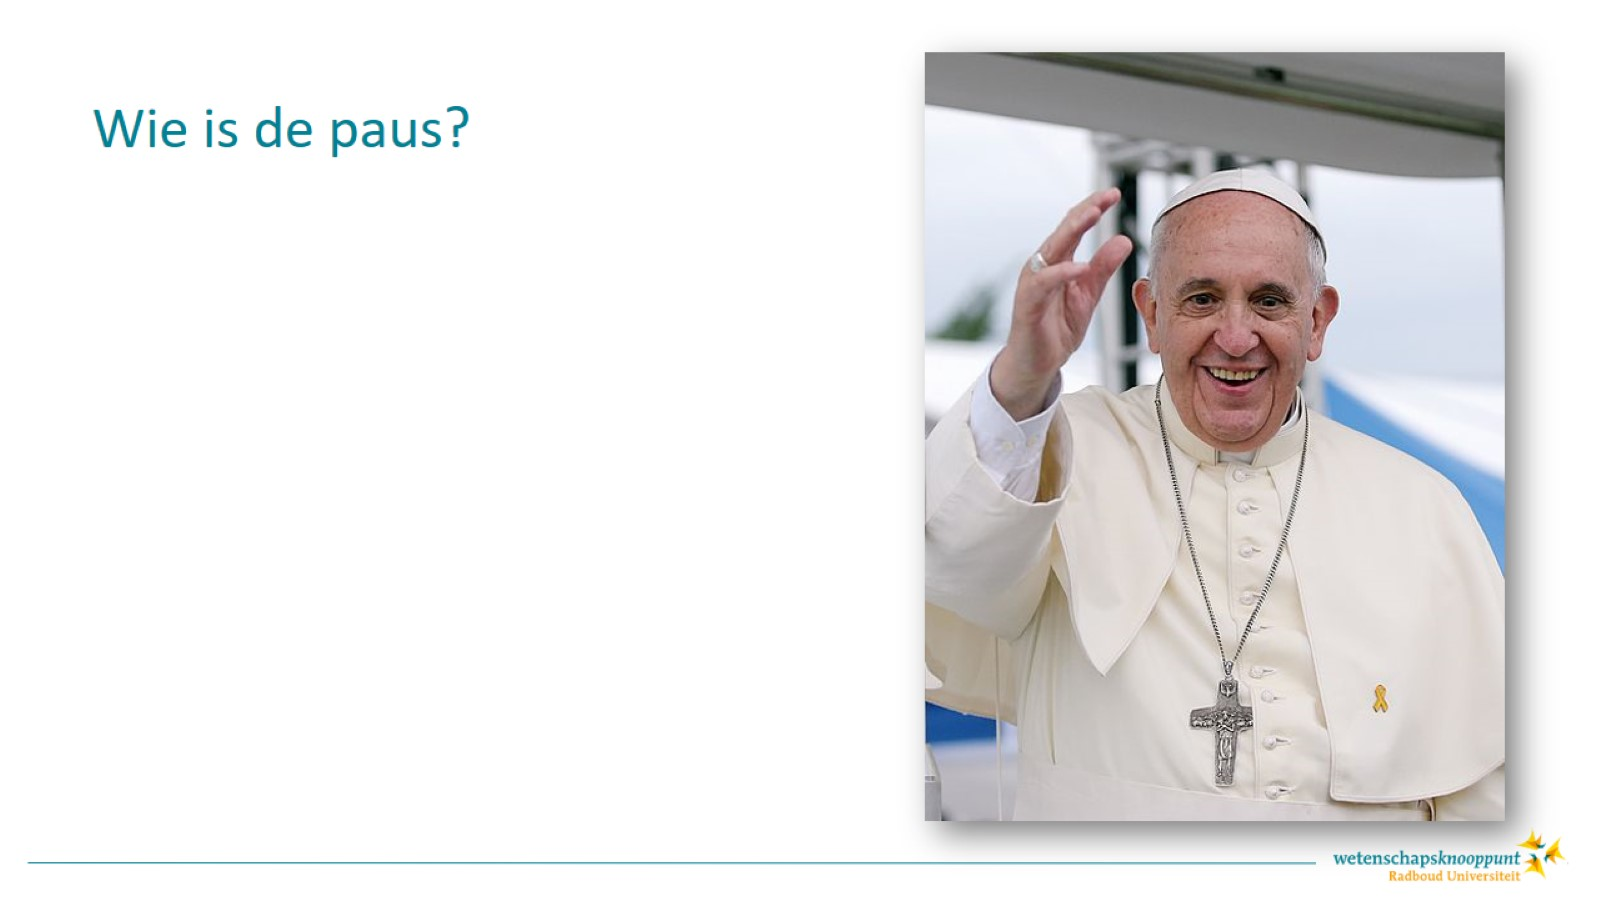 Wie is de paus?
wetenschapsknooppunt
Radboud Universiteit